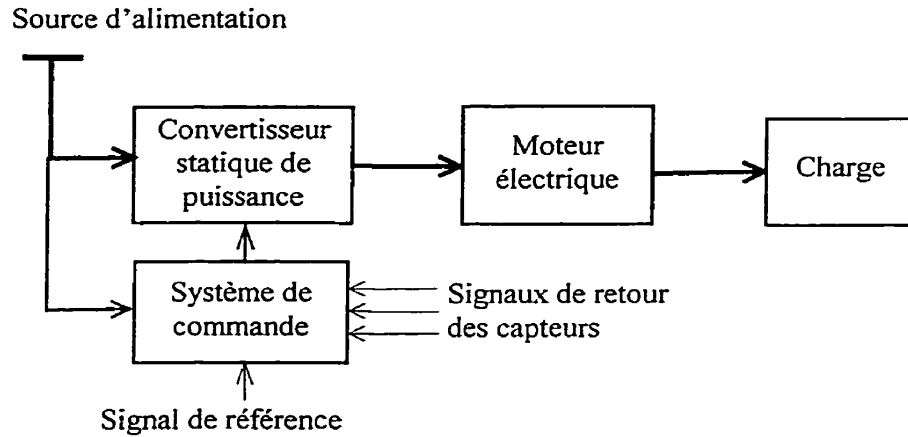 Source d'alimentation
Convertisseur
statique de
puissance
Moteur
électrique
Charge
Système de
commande
Signaux de retour
des capteurs
Signal de référence